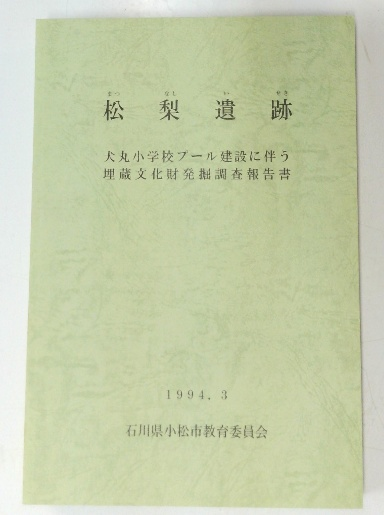 まつ なし い せき
松梨遺跡
犬丸小学校プール建設に伴う
埋蔵文化財発掘調査報告書
1994.3
石川県小松市教育委員会